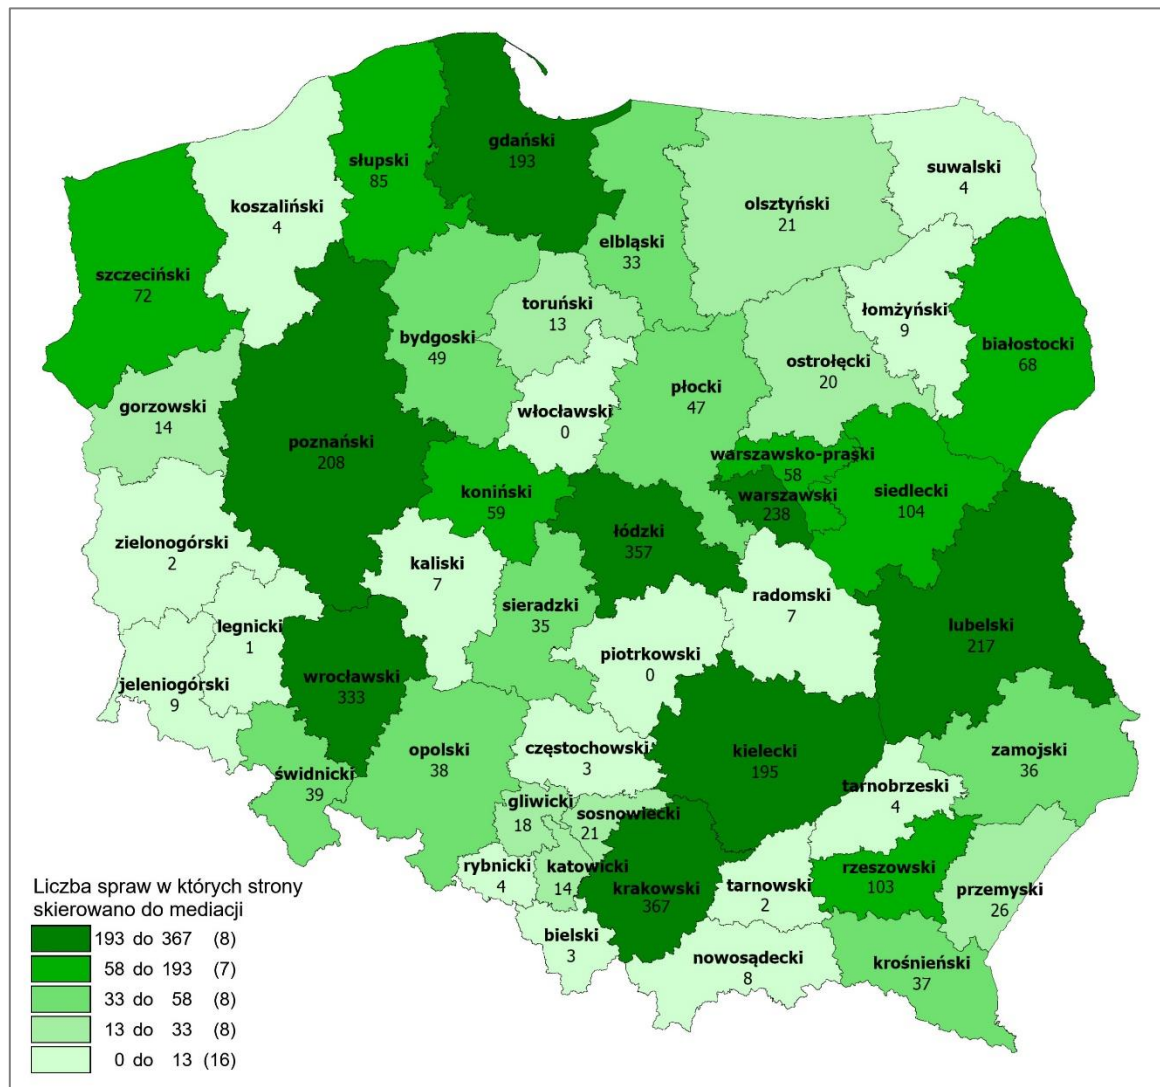 gdański
193
słupski
85
suwalski
4
koszaliński
4
olsztyński
21
elbląski
33
szczeciński
72
toruński
13
łomżyński
9
bydgoski
49
białostocki
68
ostrołęcki
20
płocki
47
gorzowski
14
włocławski
0
poznański
208
warszawsko-praski
58
koniński
59
warszawski
238
siedlecki
104
łódzki
357
zielonogórski
2
kaliski
7
sieradzki
35
radomski
7
lubelski
217
legnicki
1
piotrkowski
0
jeleniogórski
9
wrocławski
333
opolski
38
częstochowski
3
kielecki
195
zamojski
36
świdnicki
39
tarnobrzeski
4
gliwicki
18
sosnowiecki
21
rybnicki
4
katowicki
14
krakowski
367
tarnowski
2
rzeszowski
103
przemyski
26
bielski
3
nowosądecki
8
krośnieński
37
Liczba spraw w których strony
skierowano do mediacji
193 do 367 (8)
58 do 193 (7)
33 do 58 (8)
13 do 33 (8)
0 do 13 (16)